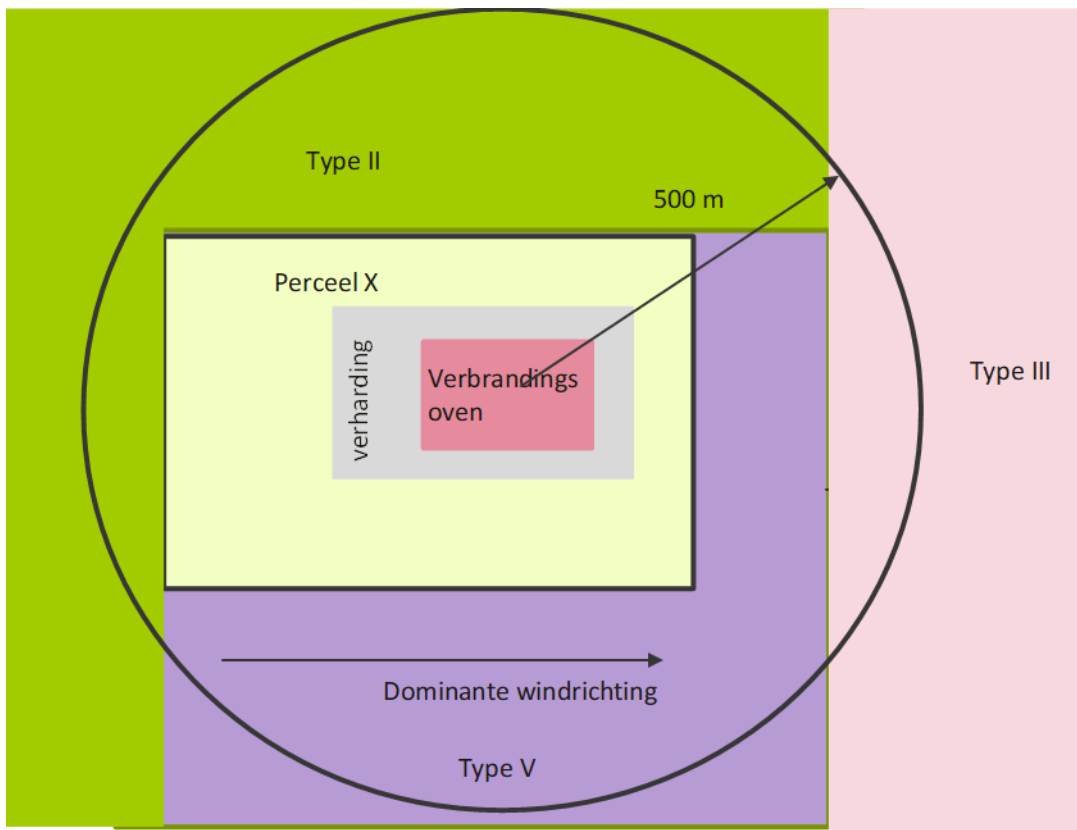 Type II
500 m
Perceel X
verharding
Verbrandings
oven
Type III
Dominante windrichting
Type V